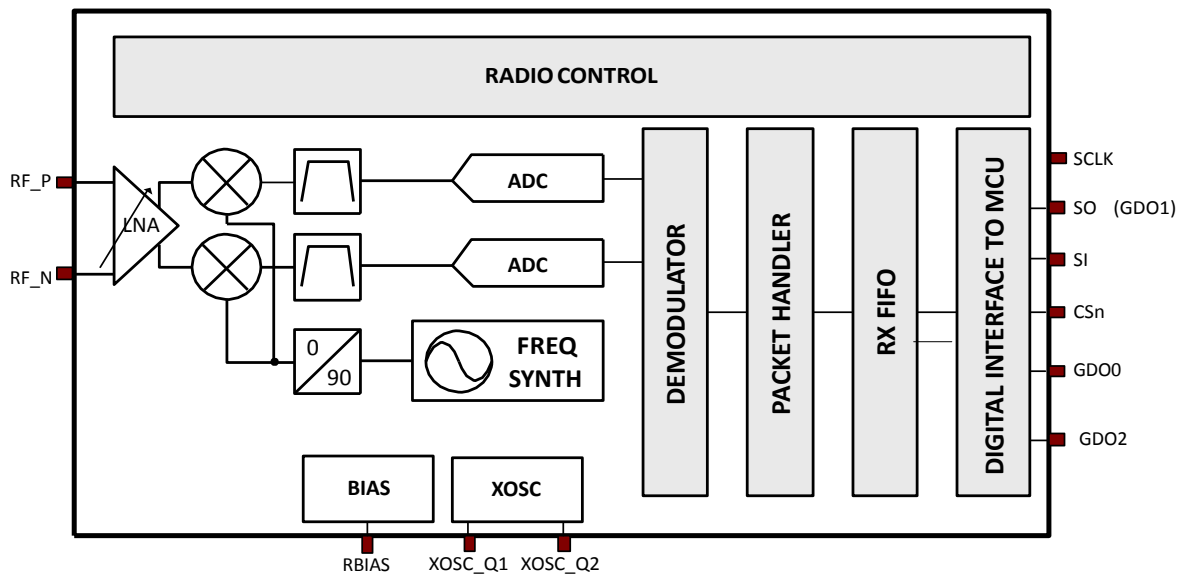 RADIO CONTROL
RF_P
LNA
RF_N
ADC
ADC
0
90
FREQ
SYNTH
DEMODULATOR
PACKET HANDLER
RX FIFO
DIGITAL INTERFACE TO MCU
SCLK
SO (GDO1)
SI
CSn
GDO0
GDO2
BIAS
XOSC
RBIAS
XOSC_Q1
XOSC_Q2